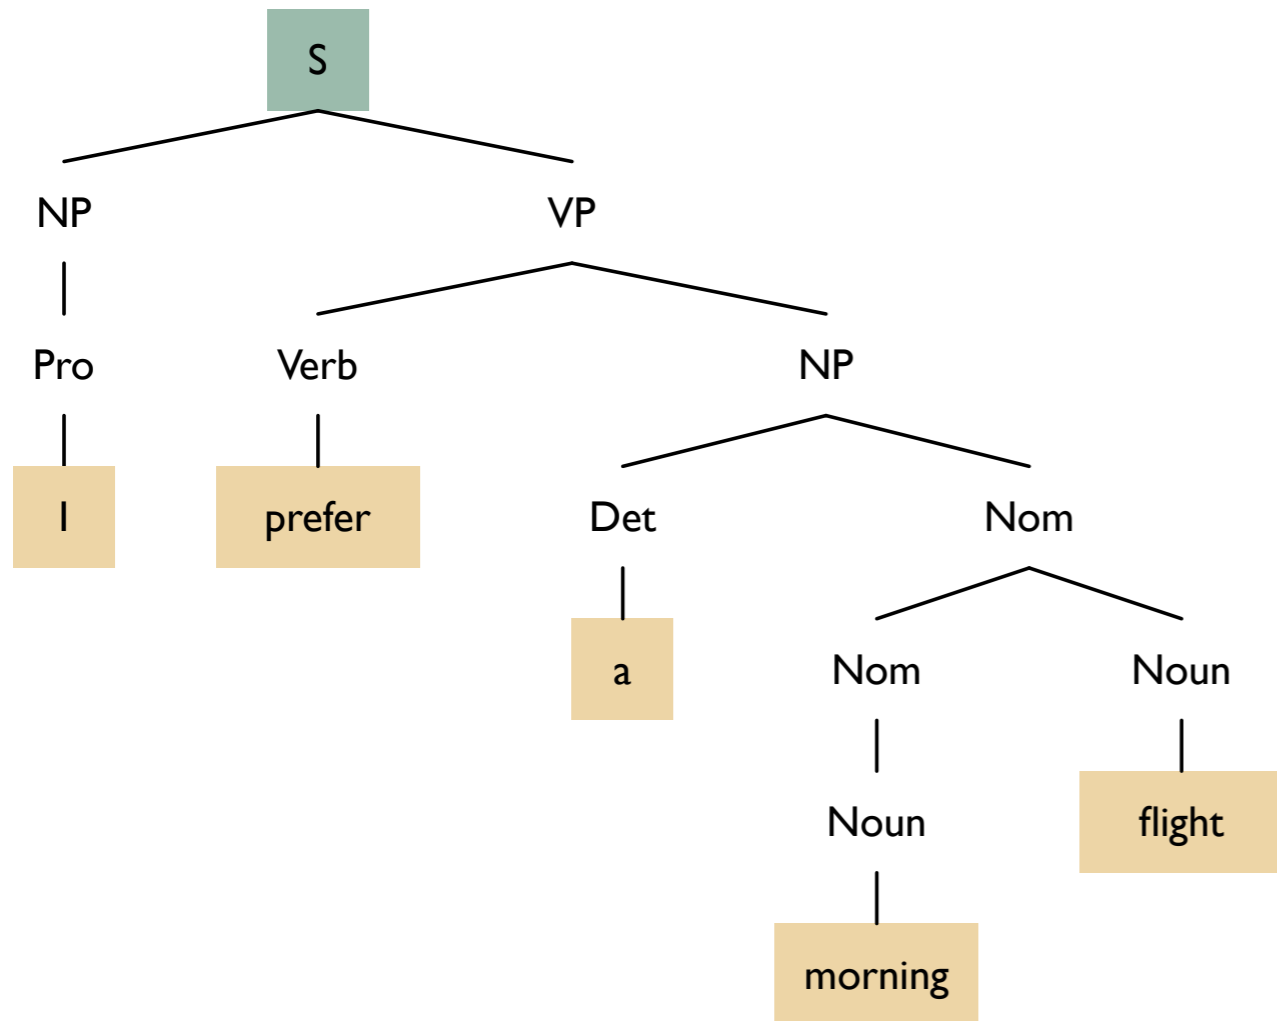 S
NP VP
Pro Verb NP
I prefer Det Nom
a Nom Noun
Noun flight
morning